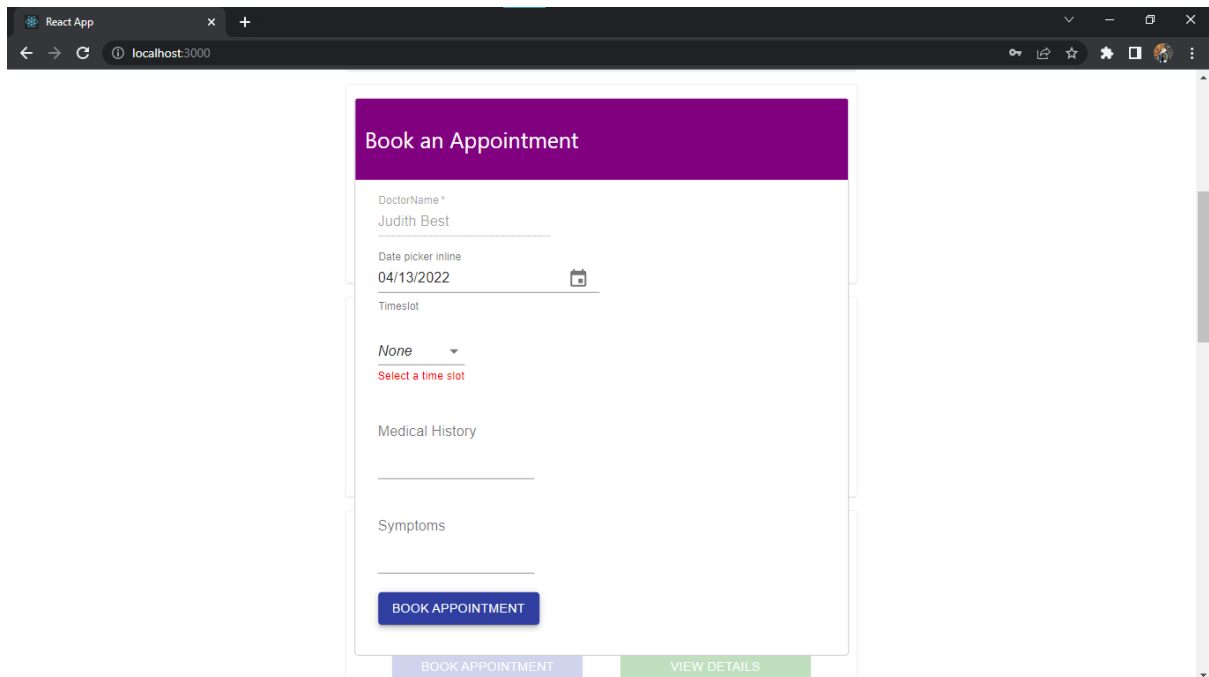 React App
localhost:3000
Book an Appointment
DoctorName *
Judith Best
Date picker inline
04/13/2022
Timeslot
None
Select a time slot
Medical History
Symptoms
BOOK APPOINTMENT
BOOK APPOINTMENT VIEW DETAILS